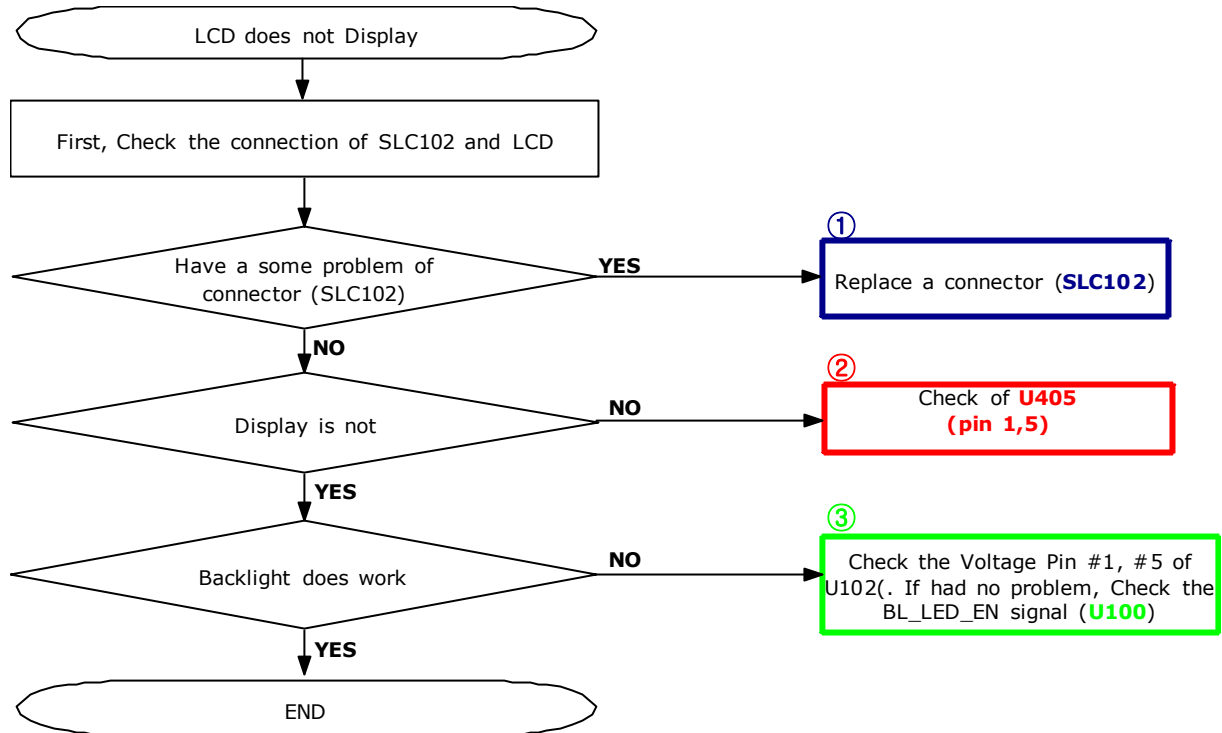 LCD does not Display
First, Check the connection of SLC102 and LCD
Have a some problem of
connector (SLC102)
YES
①
Replace a connector (SLC102)
NO
Display is not
NO
②
Check of U405
(pin 1,5)
YES
Backlight does work
NO
③
Check the Voltage Pin #1, #5 of
U102(. If had no problem, Check the
BL_LED_EN signal (U100)
YES
END